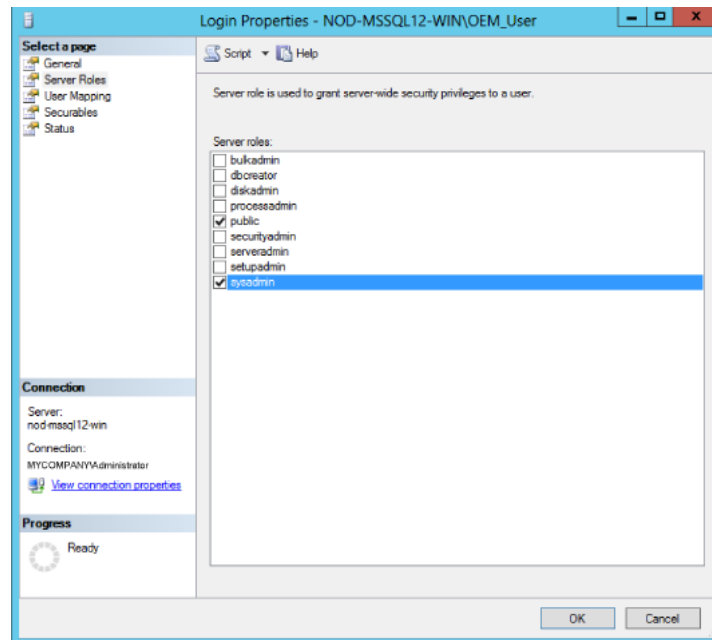 Login Properties - NOD-MSSQL12-WIN\OEM_User
Select a page
General
Server Roles
User Mapping
Securables
Status
Script Help
Server role is used to grant server-wide security privileges to a user.
Server roles:
bulkadmin
dbcreator
diskadmin
processadmin
public
securityadmin
serveradmin
setupadmin
sysadmin
Connection
Server:
nod-mssql12-win
Connection:
MYCOMPANY\Administrator
View connection properties
Progress
Ready
OK Cancel